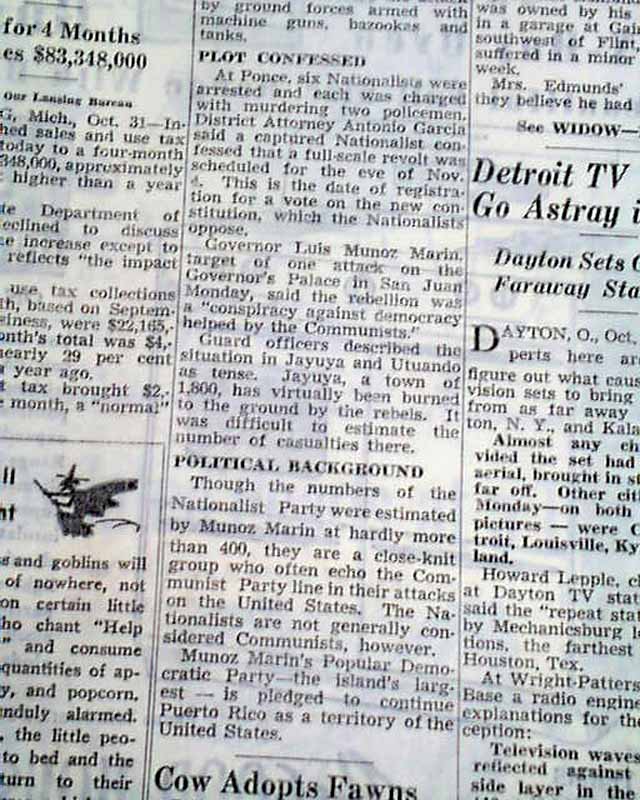 for 4 Months
es $83,348,000
Our Lansing Bureau
G, Mich., Oct. 31—In-
hed sales and use tax
today to a four-month
348,000, approximately
higher than a year
te Department of
eclined to discuss
e increase except to
reflects "the impact
use tax collections
th, based on Septem-
siness, were $22,165,-
onth's total was $4,-
nearly 29 per cent
a year ago.
t tax brought $2,-
e month, a "normal"
ll
ht
s and goblins will
of nowhere, not
on certain little
ho chant "Help
" and consume
quantities of ap-
y, and popcorn,
nduly alarmed.
, the little peo-
to bed and the
turn to their
by ground forces armed with
machine guns, bazookas and
tanks.
PLOT CONFESSED
At Ponce, six Nationalists were
arrested and each was charged
with murdering two policemen.
District Attorney Antonio Garcia
said a captured Nationalist con-
fessed that a full-scale revolt was
scheduled for the eve of Nov.
4. This is the date of registra-
tion for a vote on the new con-
stitution, which the Nationalists
oppose.
Governor Luis Munoz Marin,
target of one attack on the
Governor's Palace in San Juan
Monday, said the rebellion was
a "conspiracy against democracy
helped by the Communists."
Guard officers described the
situation in Jayuya and Utuando
as tense. Jayuya, a town of
1,800, has virtually been burned
to the ground by the rebels. It
was difficult to estimate the
number of casualties there.
POLITICAL BACKGROUND
Though the numbers of the
Nationalist Party were estimated
by Munoz Marin at hardly more
than 400, they are a close-knit
group who often echo the Com-
munist Party line in their attacks
on the United States. The Na-
tionalists are not generally con-
sidered Communists, however.
Munoz Marin's Popular Demo-
cratic Party—the island's larg-
est — is pledged to continue
Puerto Rico as a territory of the
United States.
Cow Adopts Fawns
was owned by his
in a garage at Gai
southwest of Flint
suffered in a minor
week.
Mrs. Edmunds'
they believe he had
See WIDOW—
Detroit TV
Go Astray i
Dayton Sets
Faraway Sta
DAYTON, O., Oct.
perts here ar
figure out what caus
vision sets to bring
from as far away
ton, N. Y., and Kala
Almost any ch
vided the set had
aerial, brought in st
far off. Other cit
Monday—on both
pictures — were C
troit, Louisville, Ky
land.
Howard Lepple, c
at Dayton TV stat
said the "repeat sta
by Mechanicsburg
tions, the farthest
Houston, Tex.
At Wright-Patters
Base a radio engine
explanations for the
ception:
Television waves
reflected against
side layer in the